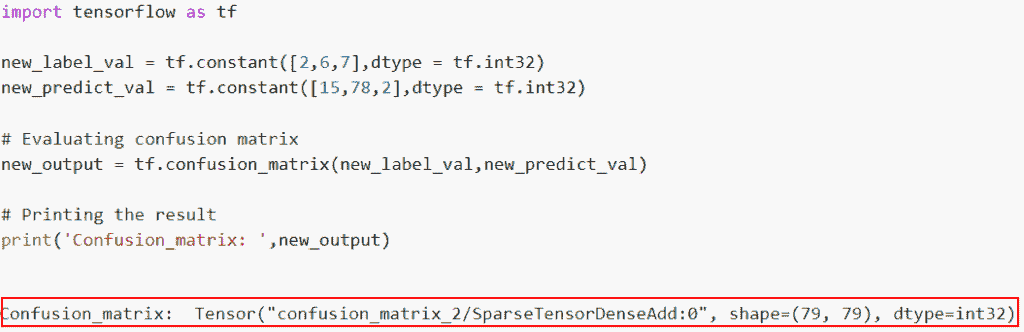 import tensorflow as tf
new_label_val = tf.constant([2,6,7],dtype = tf.int32)
new_predict_val = tf.constant([15,78,2],dtype = tf.int32)
# Evaluating confusion matrix
new_output = tf.confusion_matrix(new_label_val,new_predict_val)
# Printing the result
print('Confusion_matrix: ',new_output)
Confusion_matrix:  Tensor("confusion_matrix_2/SparseTensorDenseAdd:0", shape=(79, 79), dtype=int32)